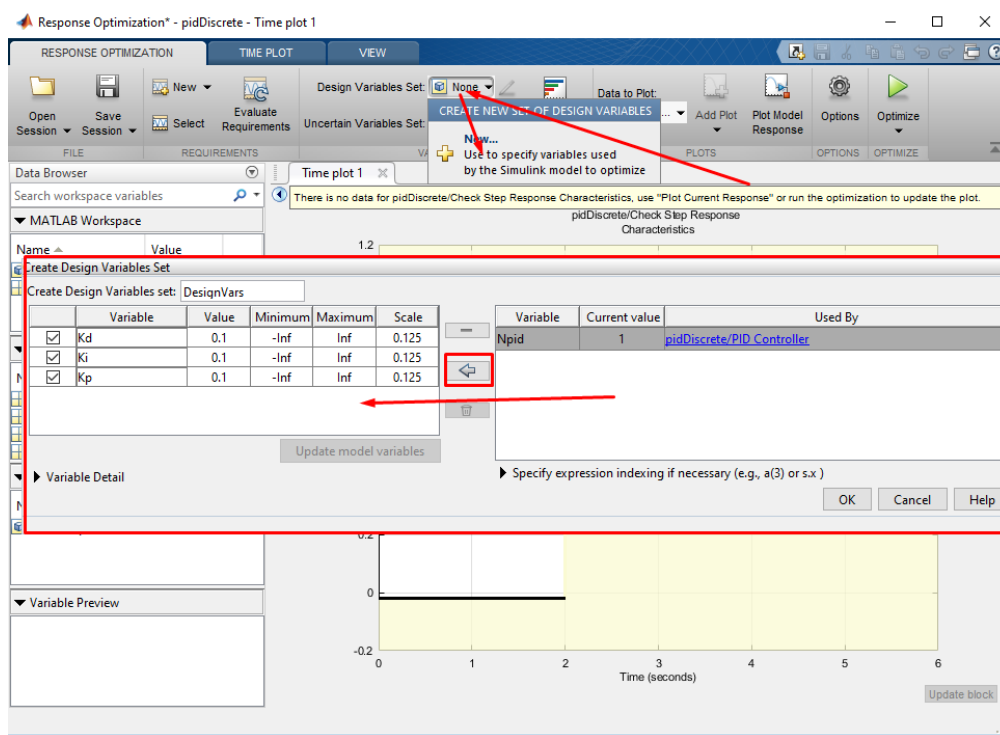 Response Optimization* - pidDiscrete - Time plot 1
RESPONSE OPTIMIZATION TIME PLOT VIEW
Open Session
Save Session
FILE
New
Select
Evaluate Requirements
REQUIREMENTS
Design Variables Set: None
Uncertain Variables Set:
CREATE NEW SET OF DESIGN VARIABLES
New...
Use to specify variables used
by the Simulink model to optimize
Data to Plot:
...
Add Plot
Plot Model Response
PLOTS
Options
OPTIONS
Optimize
OPTIMIZE
Data Browser
Search workspace variables
MATLAB Workspace
Name Value
Time plot 1
There is no data for pidDiscrete/Check Step Response Characteristics, use "Plot Current Response" or run the optimization to update the plot.
pidDiscrete/Check Step Response
Characteristics
1.2
Create Design Variables Set
Create Design Variables set: DesignVars
Variable Value Minimum Maximum Scale
Kd 0.1 -Inf Inf 0.125
Ki 0.1 -Inf Inf 0.125
Kp 0.1 -Inf Inf 0.125
Update model variables
Variable Detail
Variable Current value Used By
Npid 1 pidDiscrete/PID Controller
Specify expression indexing if necessary (e.g., a(3) or s.x )
OK Cancel Help
0.2
0
-0.2
0 1 2 3 4 5 6
Time (seconds)
Variable Preview
Update block